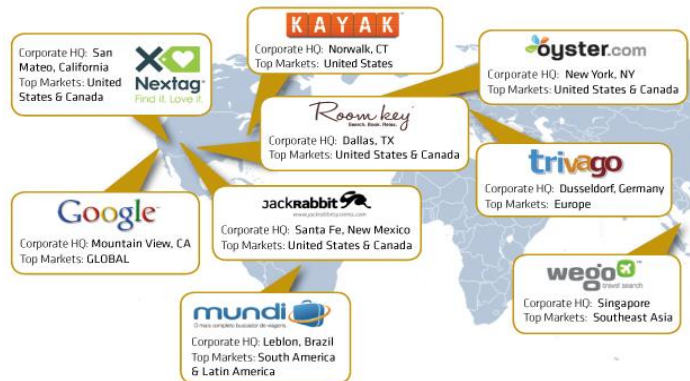 Corporate HQ: San
Mateo, California
Top Markets: United
States & Canada
Nextag
Find it. Love it.
KAYAK
Corporate HQ: Norwalk, CT
Top Markets: United States
oyster.com
Corporate HQ: New York, NY
Top Markets: United States & Canada
Room key
Search. Book. Relax.
Corporate HQ: Dallas, TX
Top Markets: United States & Canada
trivago
Corporate HQ: Dusseldorf, Germany
Top Markets: Europe
Google
Corporate HQ: Mountain View, CA
Top Markets: GLOBAL
JACKRABBIT
www.jackrabbitsystems.com
Corporate HQ: Santa Fe, New Mexico
Top Markets: United States & Canada
wego
travel search
Corporate HQ: Singapore
Top Markets: Southeast Asia
mundi
O mais completo buscador de viagens.
Corporate HQ: Leblon, Brazil
Top Markets: South America
& Latin America